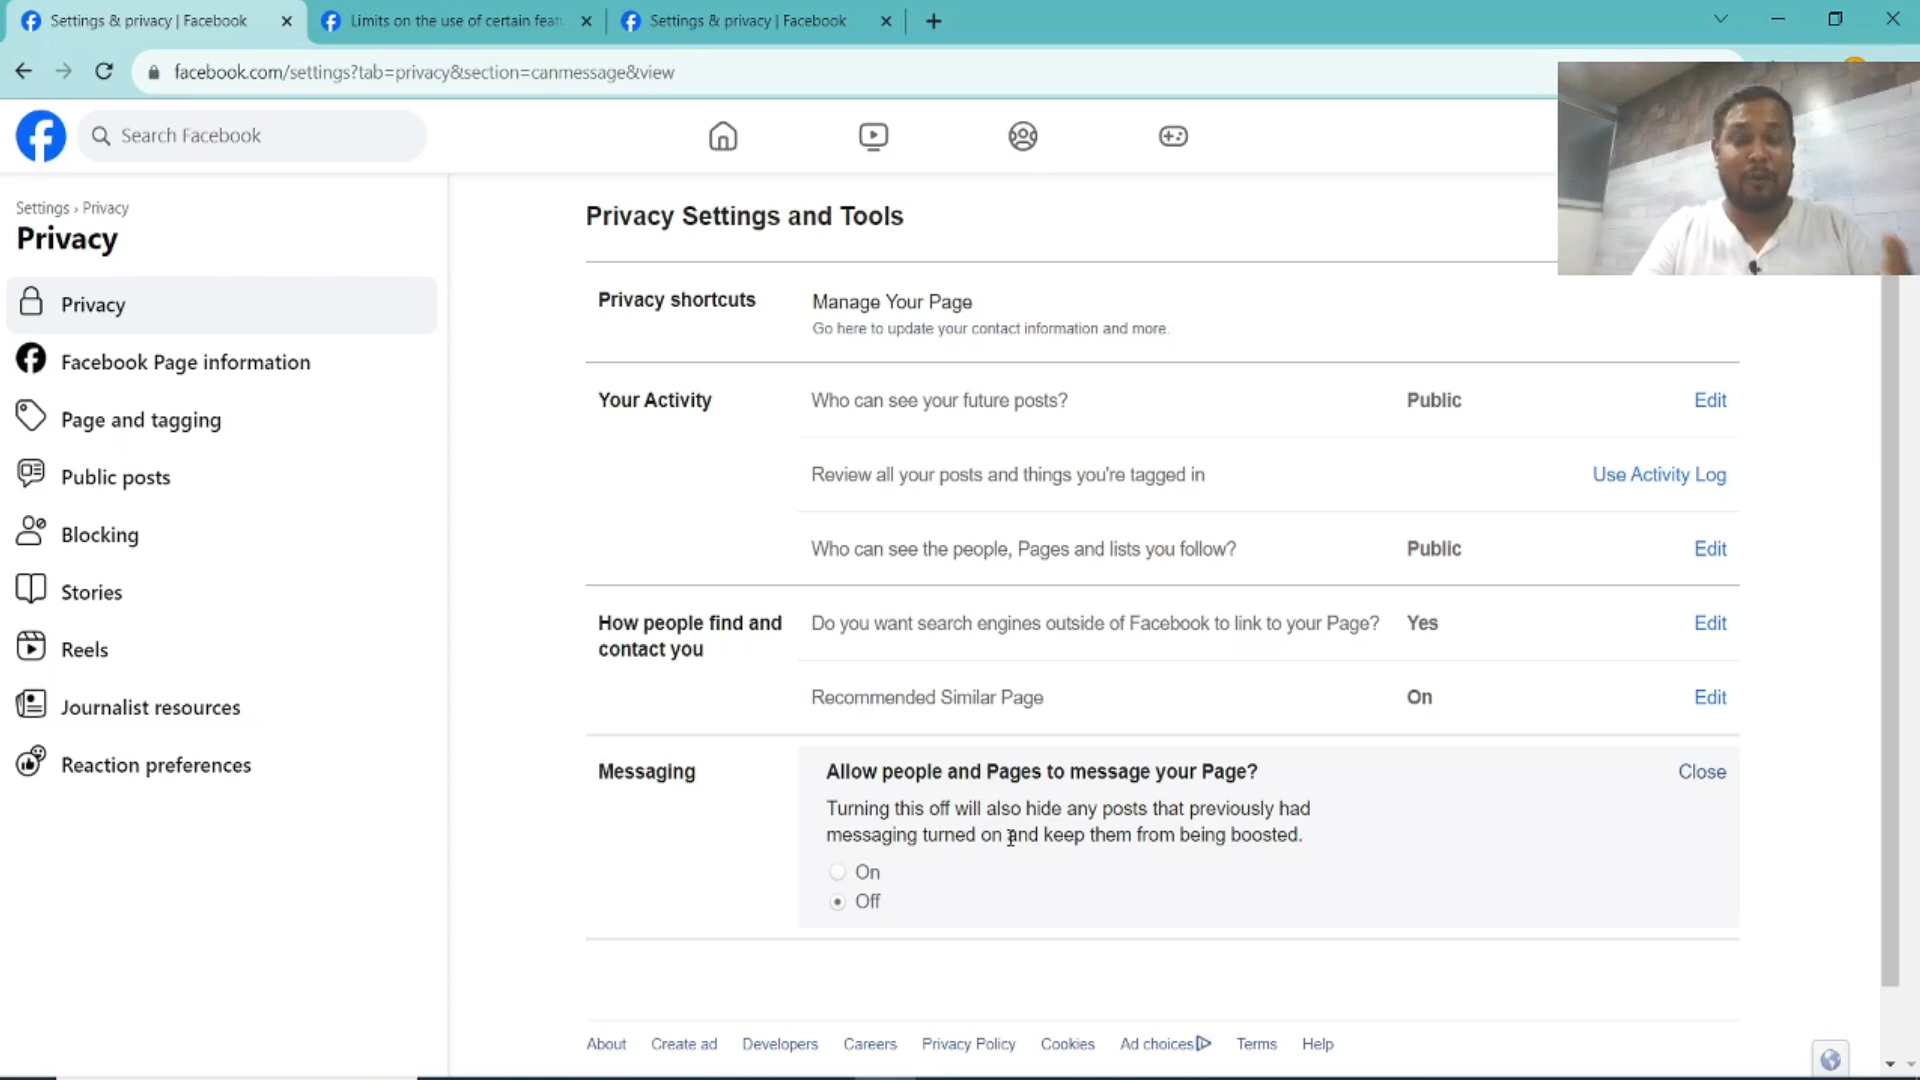 Settings & privacy | Facebook
Limits on the use of certain feat
Settings & privacy | Facebook
facebook.com/settings?tab=privacy&section=canmessage&view
Search Facebook
Settings › Privacy
Privacy
Privacy
Facebook Page information
Page and tagging
Public posts
Blocking
Stories
Reels
Journalist resources
Reaction preferences
Privacy Settings and Tools
Privacy shortcuts
Manage Your Page
Go here to update your contact information and more.
Your Activity
Who can see your future posts? Public Edit
Review all your posts and things you're tagged in Use Activity Log
Who can see the people, Pages and lists you follow? Public Edit
How people find and
contact you
Do you want search engines outside of Facebook to link to your Page? Yes Edit
Recommended Similar Page On Edit
Messaging
Allow people and Pages to message your Page? Close
Turning this off will also hide any posts that previously had
messaging turned on and keep them from being boosted.
On
Off
About Create ad Developers Careers Privacy Policy Cookies Ad choices Terms Help